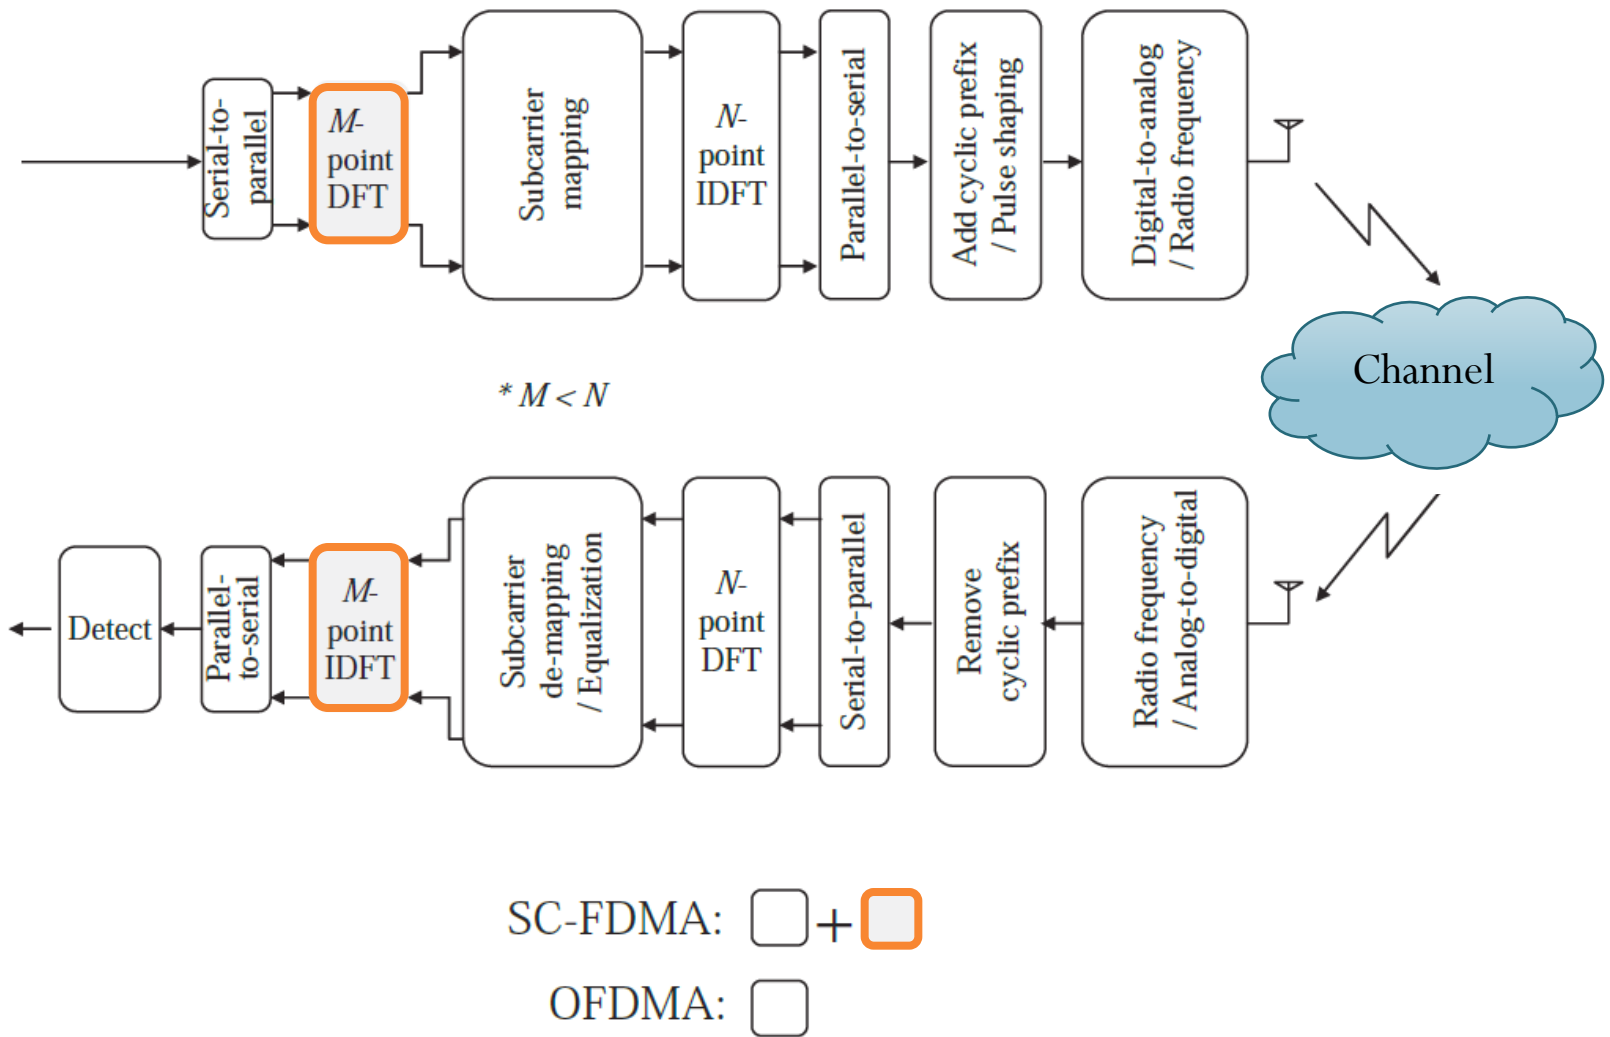 Serial-to-
parallel
M-
point
DFT
Subcarrier
mapping
N-
point
IDFT
Parallel-to-serial
Add cyclic prefix
/ Pulse shaping
Digital-to-analog
/ Radio frequency
Channel
* M < N
Detect
Parallel-
to-serial
M-
point
IDFT
Subcarrier
de-mapping
/ Equalization
N-
point
DFT
Serial-to-parallel
Remove
cyclic prefix
Radio frequency
/ Analog-to-digital
SC-FDMA: +
OFDMA: